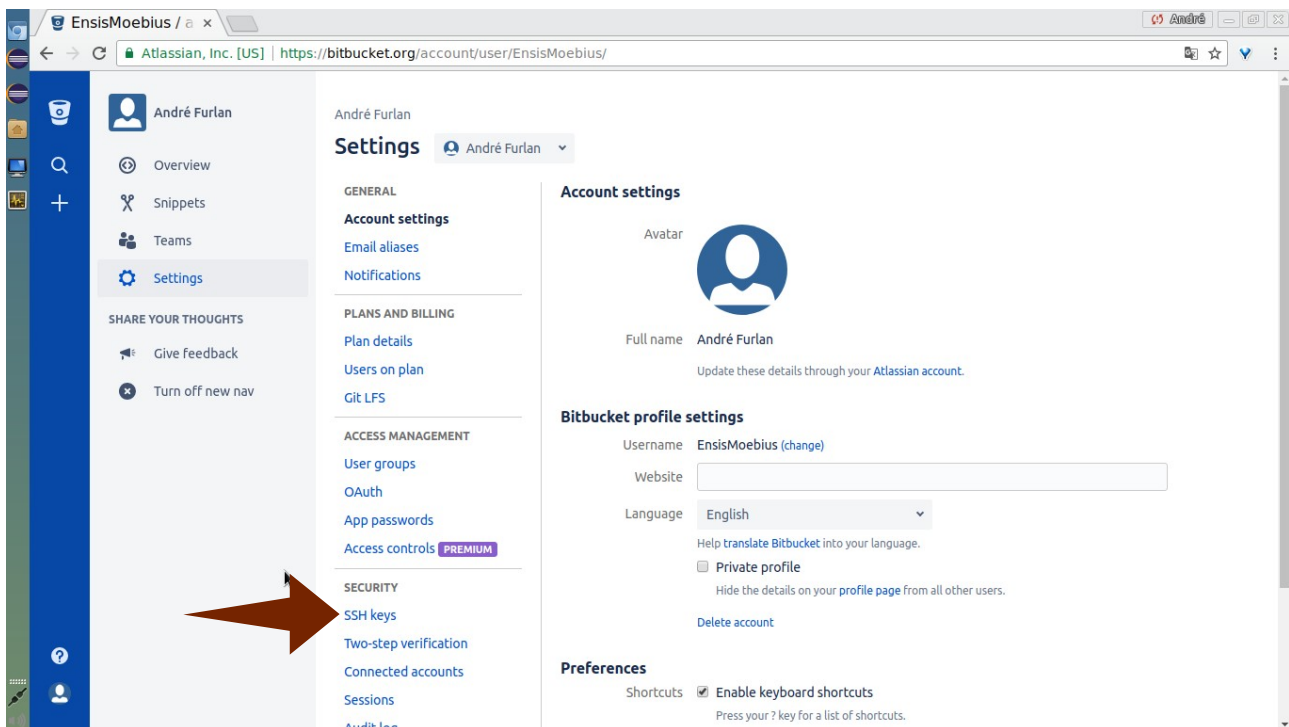 EnsisMoebius / a
André
Atlassian, Inc. [US] https://bitbucket.org/account/user/EnsisMoebius/
André Furlan
Overview
Snippets
Teams
Settings
SHARE YOUR THOUGHTS
Give feedback
Turn off new nav
André Furlan
Settings
André Furlan
GENERAL
Account settings
Email aliases
Notifications
PLANS AND BILLING
Plan details
Users on plan
Git LFS
ACCESS MANAGEMENT
User groups
OAuth
App passwords
Access controls PREMIUM
SECURITY
SSH keys
Two-step verification
Connected accounts
Sessions
Audit log
Account settings
Avatar
Full name André Furlan
Update these details through your Atlassian account.
Bitbucket profile settings
Username EnsisMoebius (change)
Website
Language English
Help translate Bitbucket into your language.
Private profile
Hide the details on your profile page from all other users.
Delete account
Preferences
Shortcuts Enable keyboard shortcuts
Press your ? key for a list of shortcuts.